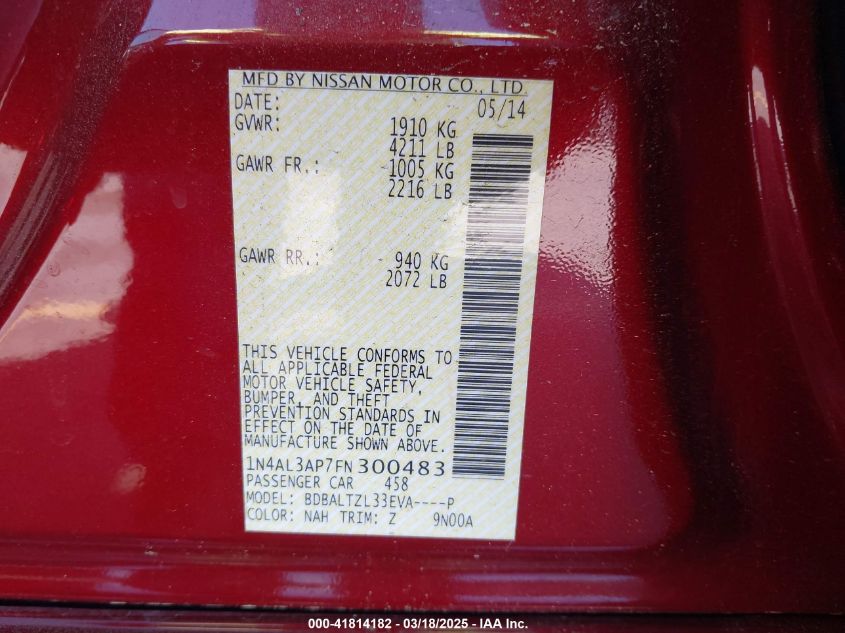 MFD BY NISSAN MOTOR CO., LTD.
DATE: 05/14
GVWR: 1910 KG
4211 LB
GAWR FR.: 1005 KG
2216 LB
GAWR RR.: 940 KG
2072 LB
THIS VEHICLE CONFORMS TO
ALL APPLICABLE FEDERAL
MOTOR VEHICLE SAFETY,
BUMPER, AND THEFT
PREVENTION STANDARDS IN
EFFECT ON THE DATE OF
MANUFACTURE SHOWN ABOVE.
1N4AL3AP7FN300483
PASSENGER CAR 458
MODEL: BDBALTZL33EVA----P
COLOR: NAH TRIM: Z 9N00A
000-41814182 - 03/18/2025 - IAA Inc.